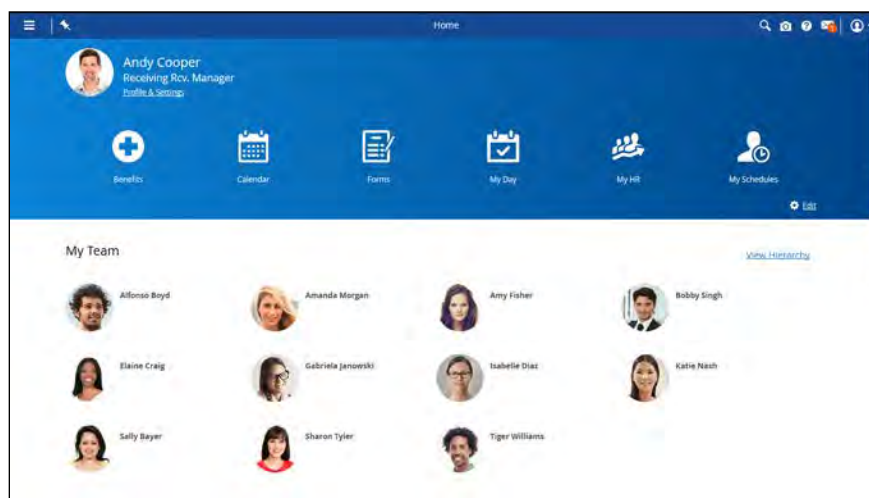 Home
Andy Cooper
Receiving Rcv. Manager
Profile & Settings
Benefits Calendar Forms My Day My HR My Schedules
Edit
My Team View Hierarchy
Alfonso Boyd Amanda Morgan Amy Fisher Bobby Singh
Elaine Craig Gabriela Janowski Isabelle Diaz Katie Nash
Sally Bayer Sharon Tyler Tiger Williams